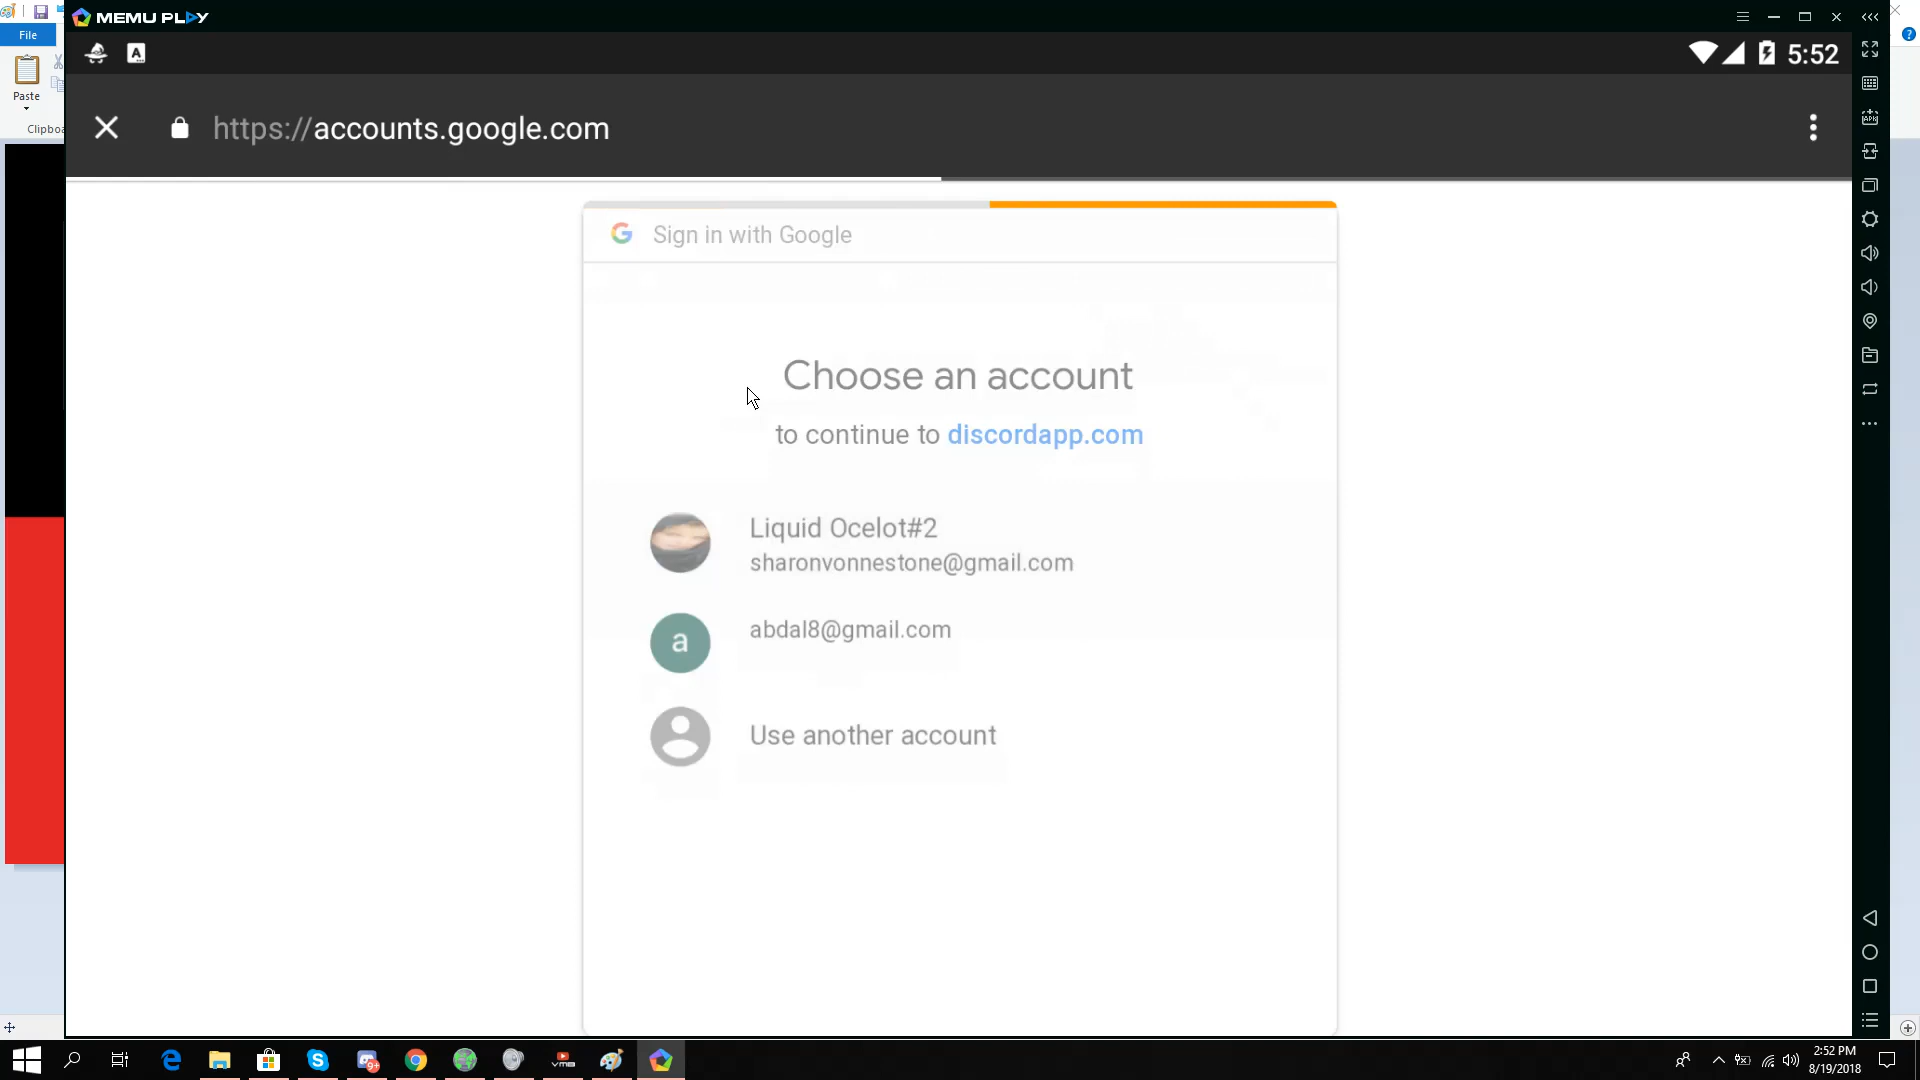 MEMU PLAY
File
Paste
Clipboa
A
5:52
https://accounts.google.com
APK
Sign in with Google
Choose an account
to continue to discordapp.com
Liquid Ocelot#2
sharonvonnestone@gmail.com
a
abdal8@gmail.com
Use another account
9+
2:52 PM
8/19/2018